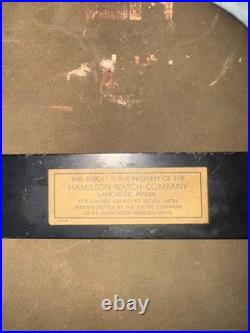 THIS DISPLAY IS THE PROPERTY OF THE
HAMILTON WATCH COMPANY
LANCASTER, PENNA.
IT IS LOANED SUBJECT TO RECALL UPON
WRITTEN NOTICE BY THE ABOVE COMPANY
OR ITS AUTHORIZED REPRESENTATIVE